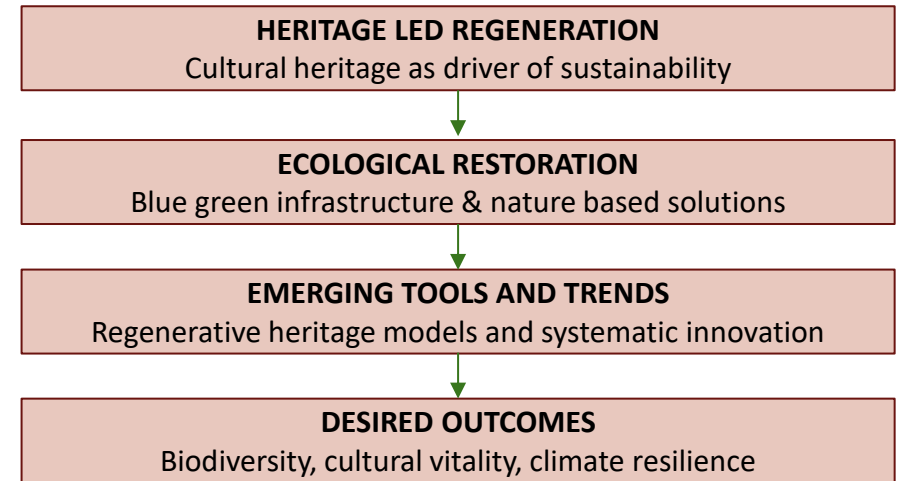 HERITAGE LED REGENERATION
Cultural heritage as driver of sustainability
ECOLOGICAL RESTORATION
Blue green infrastructure & nature based solutions
EMERGING TOOLS AND TRENDS
Regenerative heritage models and systematic innovation
DESIRED OUTCOMES
Biodiversity, cultural vitality, climate resilience